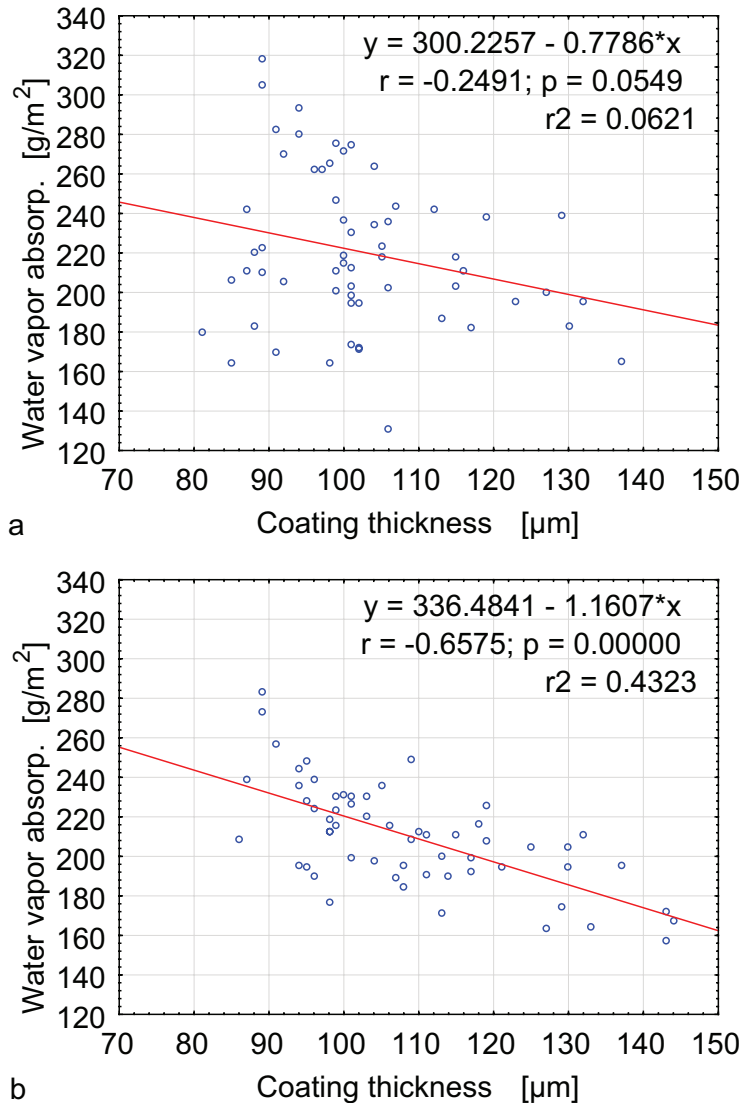 340
320
300
280
260
240
220
200
180
160
140
120
Water vapor absorp. [g/m²]
y = 300.2257 - 0.7786*x
r = -0.2491; p = 0.0549
r2 = 0.0621
70 80 90 100 110 120 130 140 150
Coating thickness [µm]
a
340
320
300
280
260
240
220
200
180
160
140
120
Water vapor absorp. [g/m²]
y = 336.4841 - 1.1607*x
r = -0.6575; p = 0.00000
r2 = 0.4323
70 80 90 100 110 120 130 140 150
Coating thickness [µm]
b